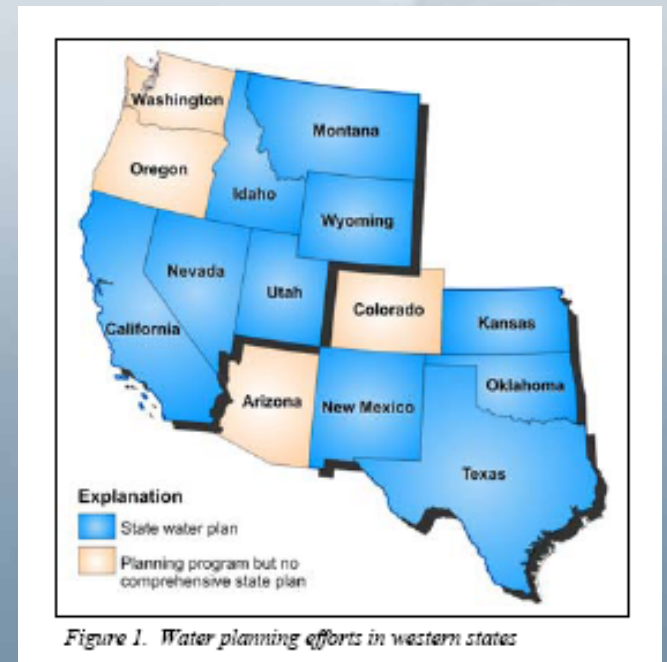 Washington
Montana
Oregon
Idaho
Wyoming
Nevada
Utah
Colorado
Kansas
California
Oklahoma
Arizona
New Mexico
Texas
Explanation
State water plan
Planning program but no
comprehensive state plan
Figure 1. Water planning efforts in western states